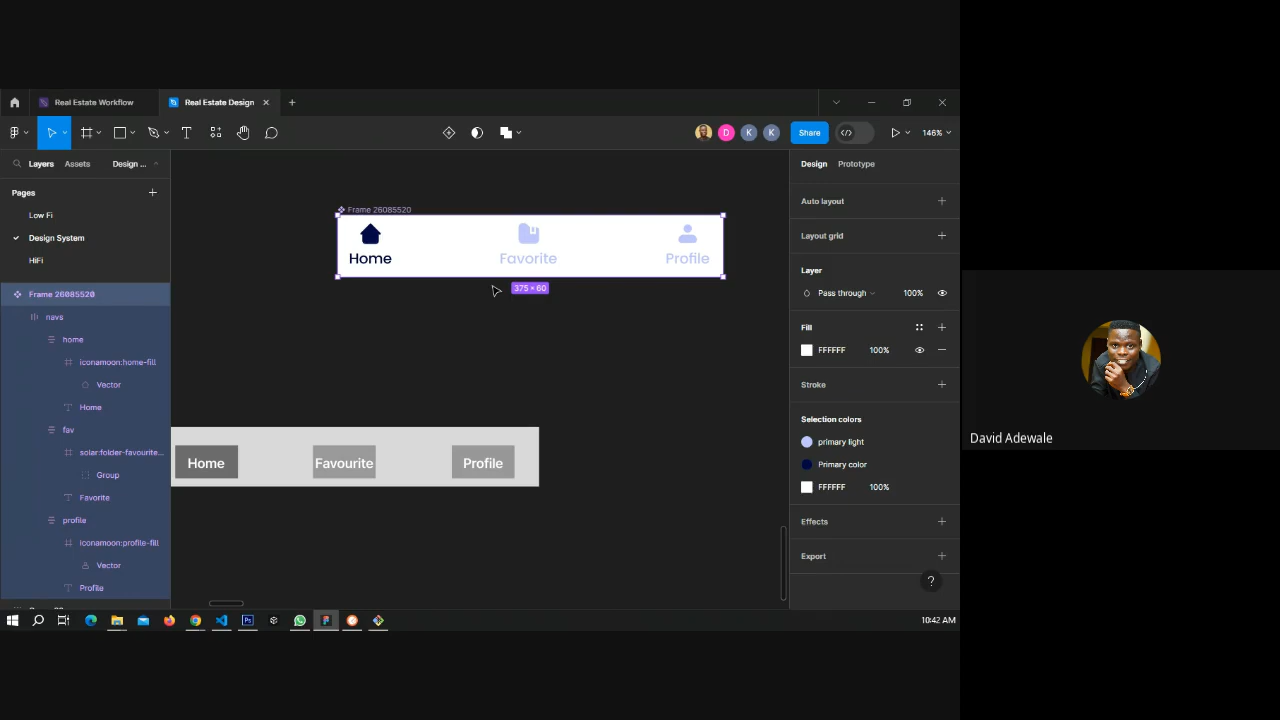 Real Estate Workflow
Real Estate Design
D
K
K
Share
146%
Layers
Assets
Design ...
Pages
Low Fi
Design System
HiFi
Frame 26085520
navs
home
iconamoon:home-fill
Vector
Home
fav
solar:folder-favourite...
Group
Favorite
profile
iconamoon:profile-fill
Vector
Profile
Frame 26085520
Home
Favorite
Profile
375 × 60
Home
Favourite
Profile
Design
Prototype
Auto layout
Layout grid
Layer
Pass through
100%
Fill
FFFFFF
100%
Stroke
Selection colors
primary light
Primary color
FFFFFF
100%
Effects
Export
?
10:42 AM
David Adewale